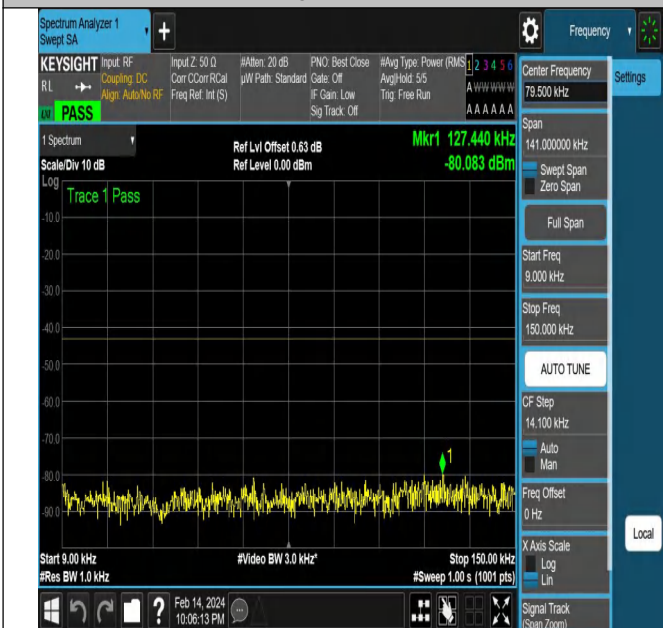 Spectrum Analyzer 1
Swept SA
+
Frequency
KEYSIGHT
RL
PASS
Input: RF
Coupling: DC
Align: Auto/No RF
Input Z: 50 Ω
Corr CCorr RCal
Freq Ref: Int (S)
#Atten: 20 dB
µW Path: Standard
PNO: Best Close
Gate: Off
IF Gain: Low
Sig Track: Off
#Avg Type: Power (RMS
Avg|Hold: 5/5
Trig: Free Run
1 2 3 4 5 6
A W W W W W
A A A A A A
1 Spectrum
Scale/Div 10 dB
Ref Lvl Offset 0.63 dB
Ref Level 0.00 dBm
Mkr1 127.440 kHz
-80.083 dBm
Log
Trace 1 Pass
-10.0
-20.0
-30.0
-40.0
-50.0
-60.0
-70.0
-80.0
-90.0
1
Start 9.00 kHz
#Res BW 1.0 kHz
#Video BW 3.0 kHz*
Stop 150.00 kHz
#Sweep 1.00 s (1001 pts)
?
Feb 14, 2024
10:06:13 PM
Center Frequency
79.500 kHz
Settings
Span
141.000000 kHz
Swept Span
Zero Span
Full Span
Start Freq
9.000 kHz
Stop Freq
150.000 kHz
AUTO TUNE
CF Step
14.100 kHz
Auto
Man
Freq Offset
0 Hz
X Axis Scale
Log
Lin
Local
Signal Track
(Span Zoom)